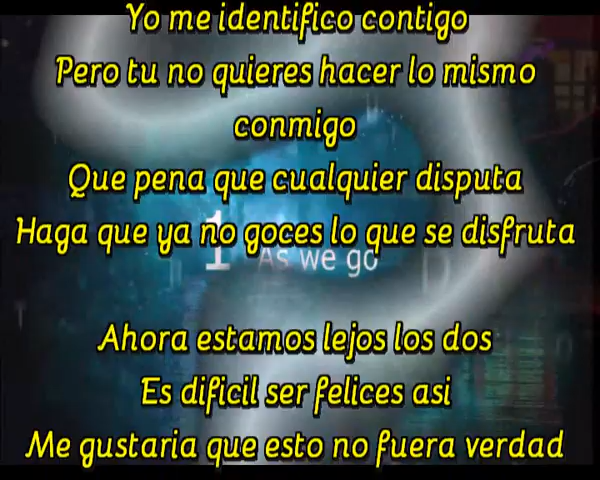 Yo me identifico contigo
Pero tu no quieres hacer lo mismo
conmigo
Que pena que cualquier disputa
Haga que ya no goces lo que se disfruta
1 As we go
Ahora estamos lejos los dos
Es dificil ser felices asi
Me gustaria que esto no fuera verdad